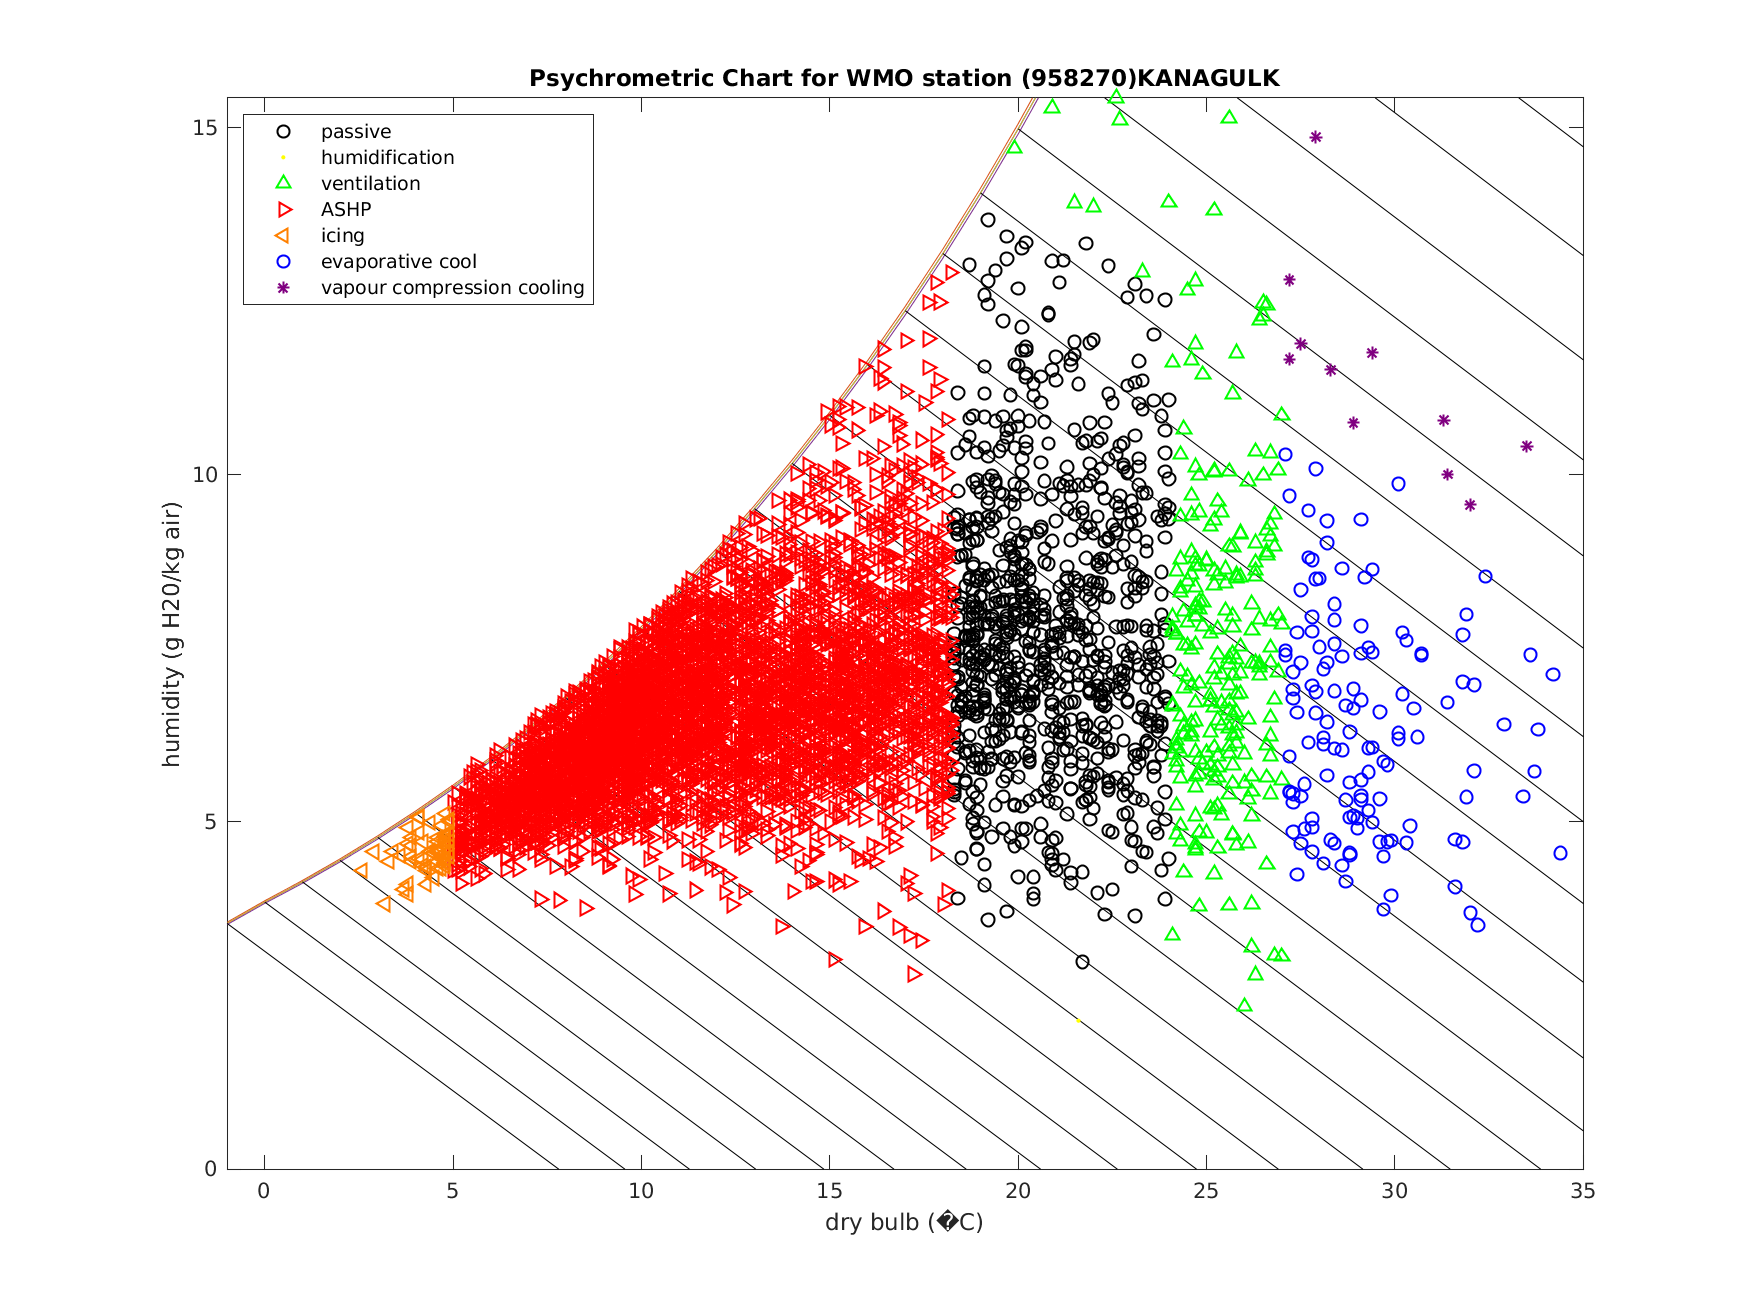 Psychrometric Chart for WMO station (958270)KANAGULK
passive
humidification
ventilation
ASHP
icing
evaporative cool
vapour compression cooling
15
10
5
0
humidity (g H20/kg air)
0 5 10 15 20 25 30 35
dry bulb (�C)